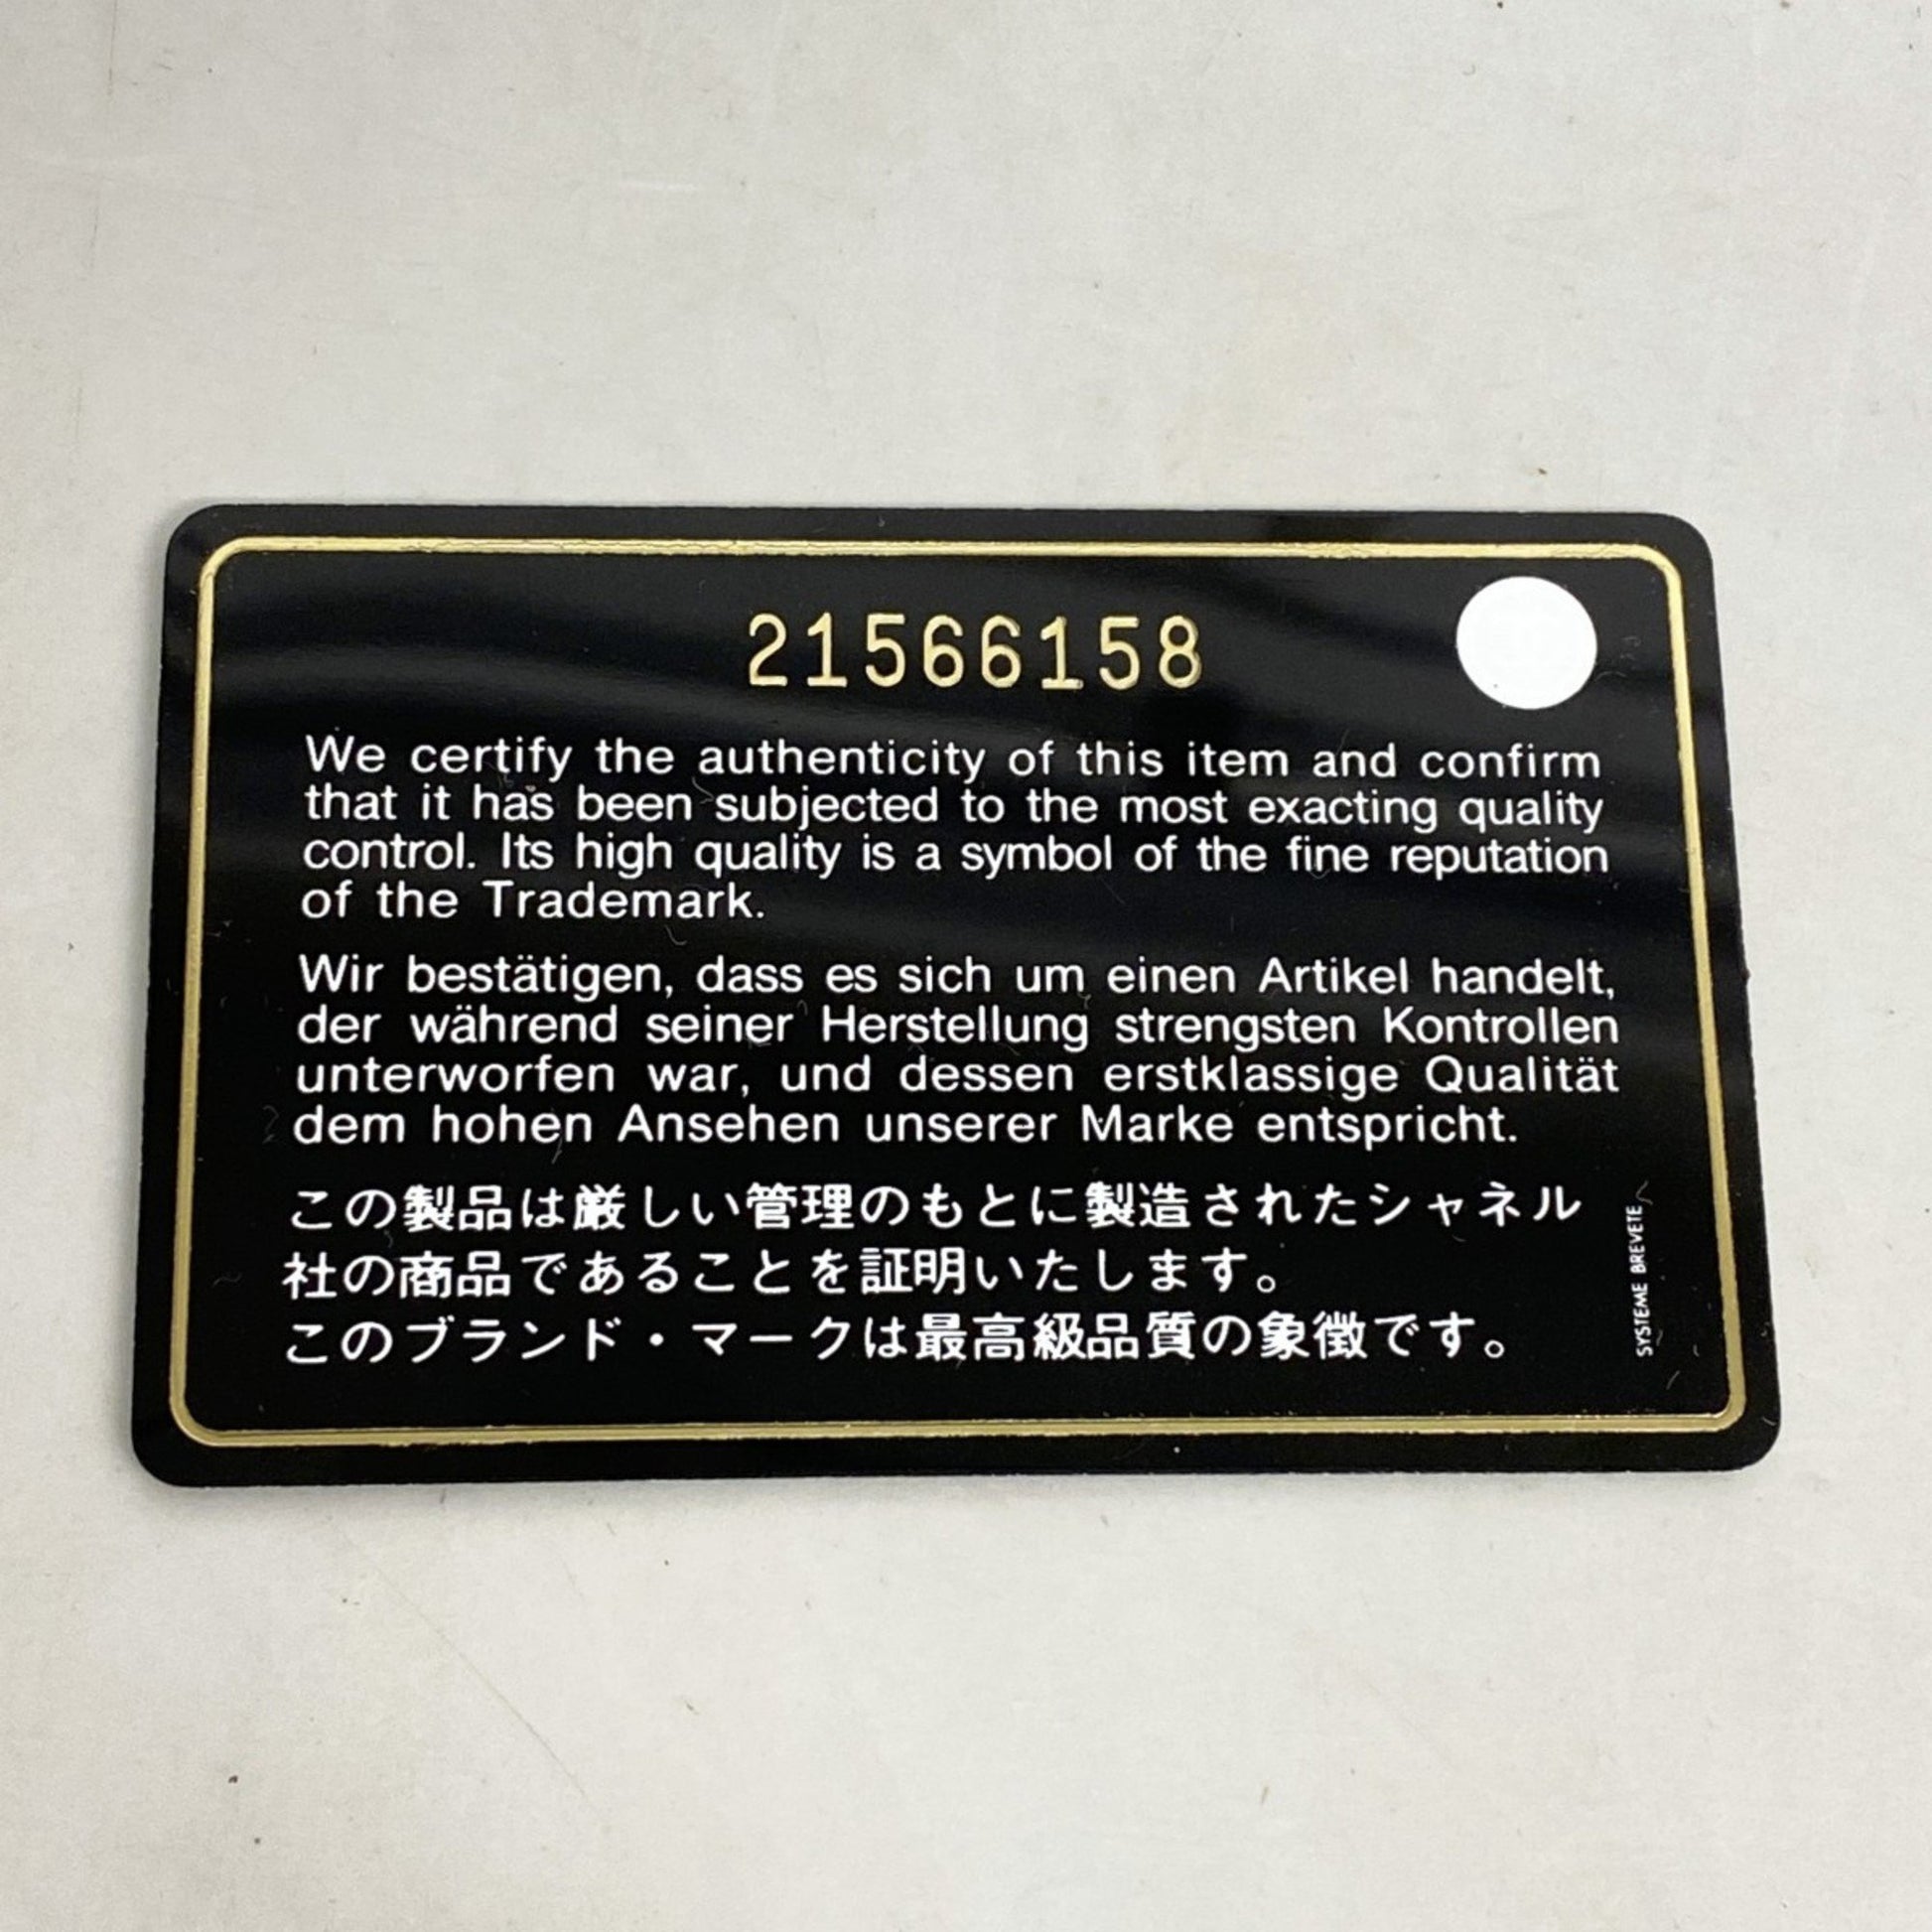 21566158
We certify the authenticity of this item and confirm
that it has been subjected to the most exacting quality
control. Its high quality is a symbol of the fine reputation
of the Trademark.
Wir bestätigen, dass es sich um einen Artikel handelt,
der während seiner Herstellung strengsten Kontrollen
unterworfen war, und dessen erstklassige Qualität
dem hohen Ansehen unserer Marke entspricht.
この製品は厳しい管理のもとに製造されたシャネル
社の商品であることを証明いたします。
このブランド・マークは最高級品質の象徴です。
SYSTEME BREVETE